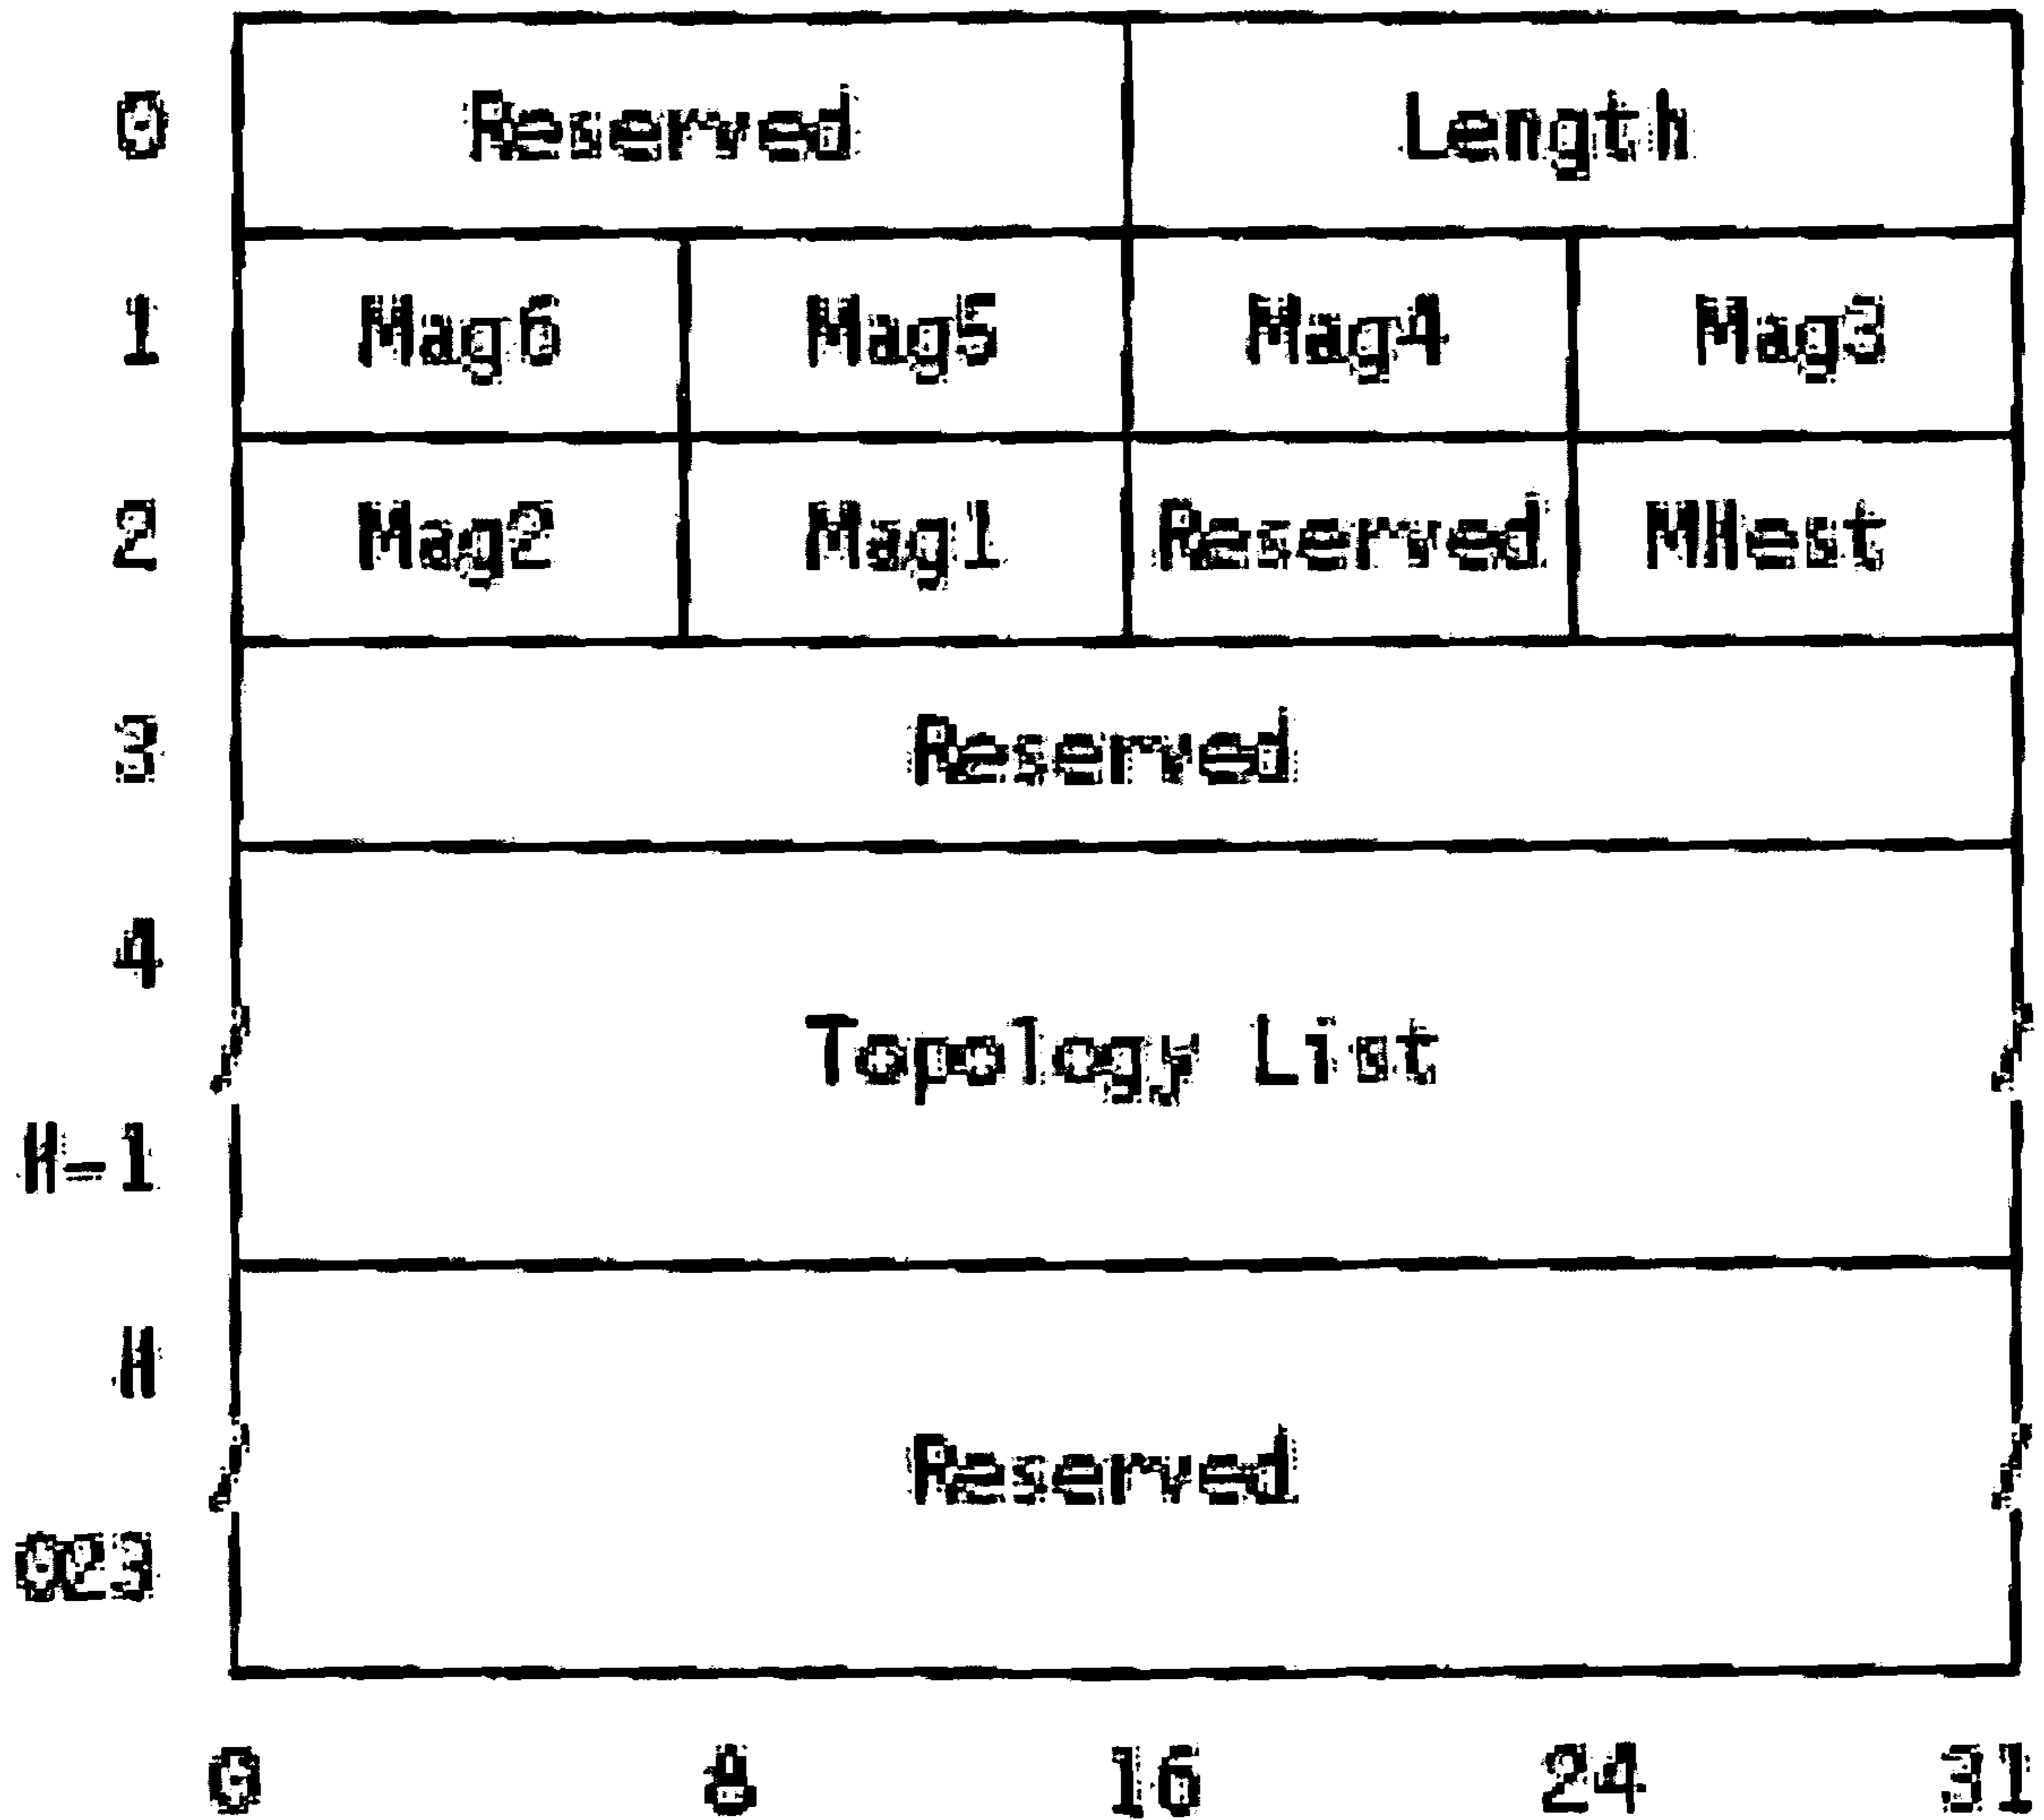 0 Reserved Length
1 Mag6 Mag5 Mag4 Mag3
2 Mag2 Mag1 Reserved MNest
3 Reserved
4
Topology List
N-1
N
Reserved
023
0 8 16 24 31